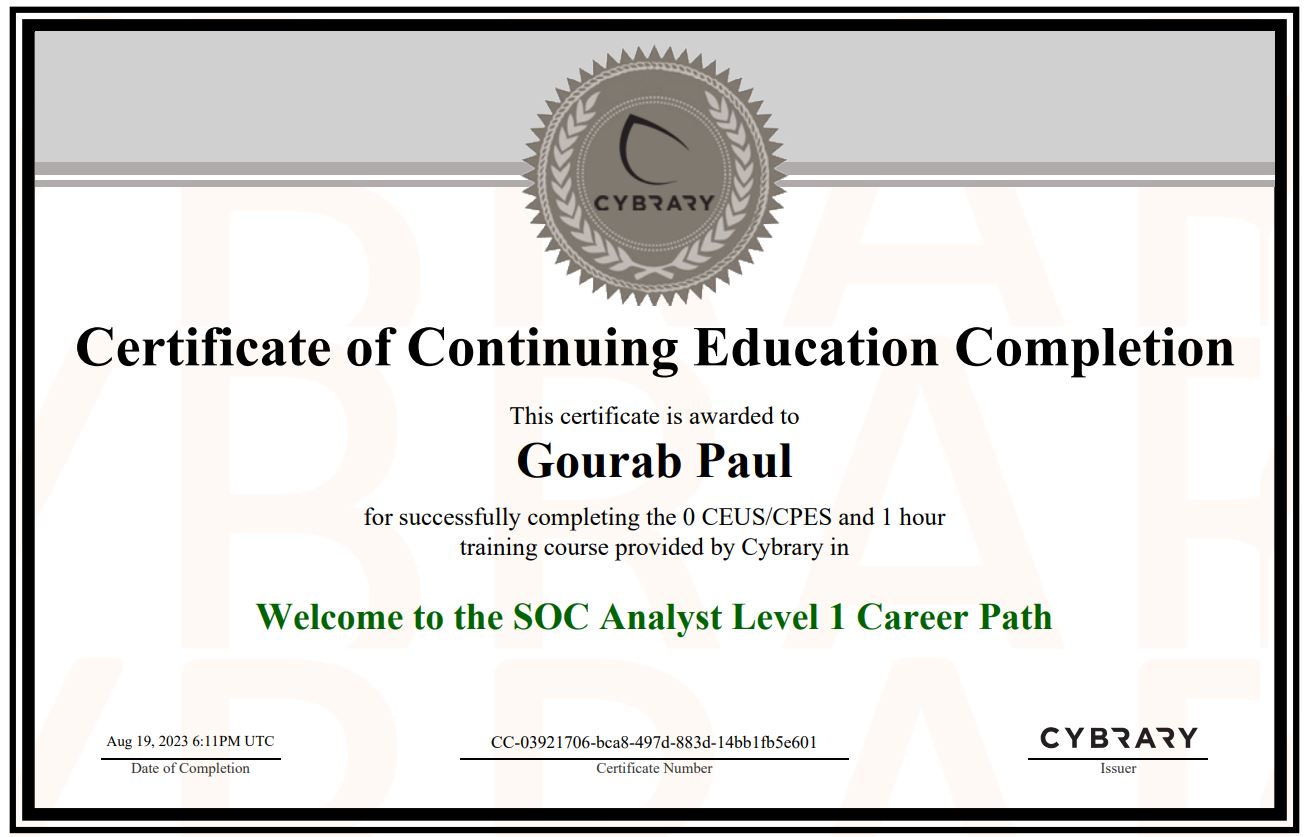 CYBRARY
Certificate of Continuing Education Completion
This certificate is awarded to
Gourab Paul
for successfully completing the 0 CEUS/CPES and 1 hour
training course provided by Cybrary in
Welcome to the SOC Analyst Level 1 Career Path
Aug 19, 2023 6:11PM UTC
Date of Completion
CC-03921706-bca8-497d-883d-14bb1fb5e601
Certificate Number
CYBRARY
Issuer